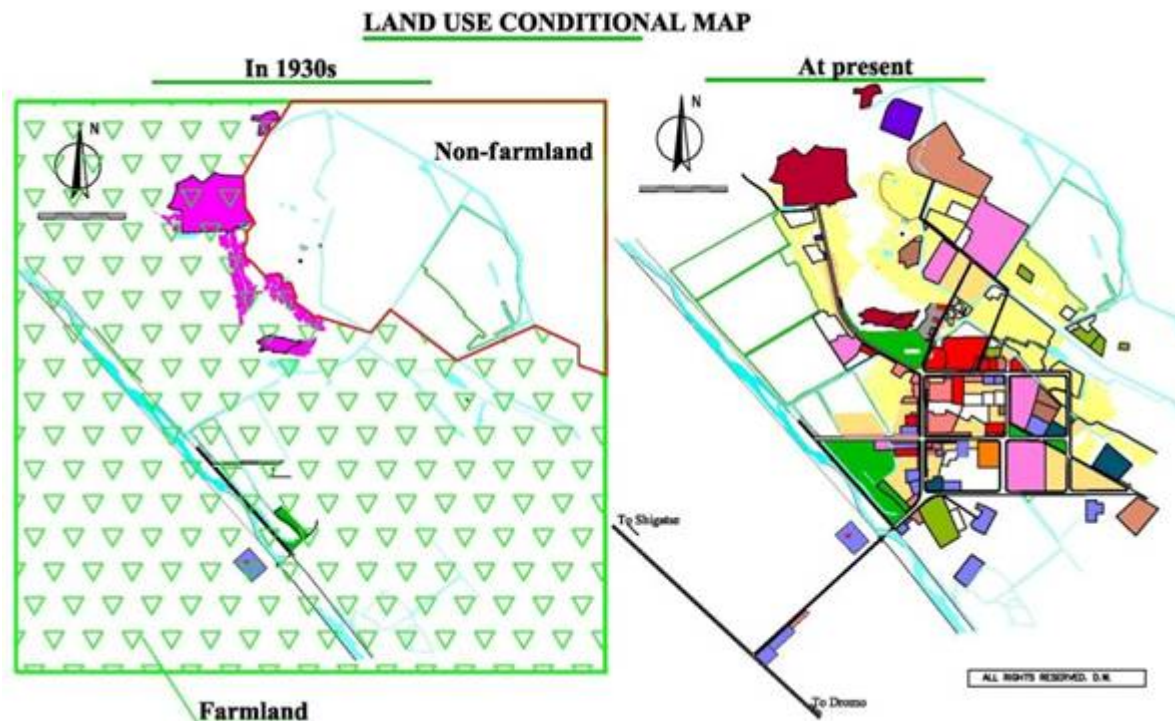 LAND USE CONDITIONAL MAP
In 1930s
At present
N
Non-farmland
N
To Shigatse
To Dromo
ALL RIGHTS RESERVED. D.W.
Farmland